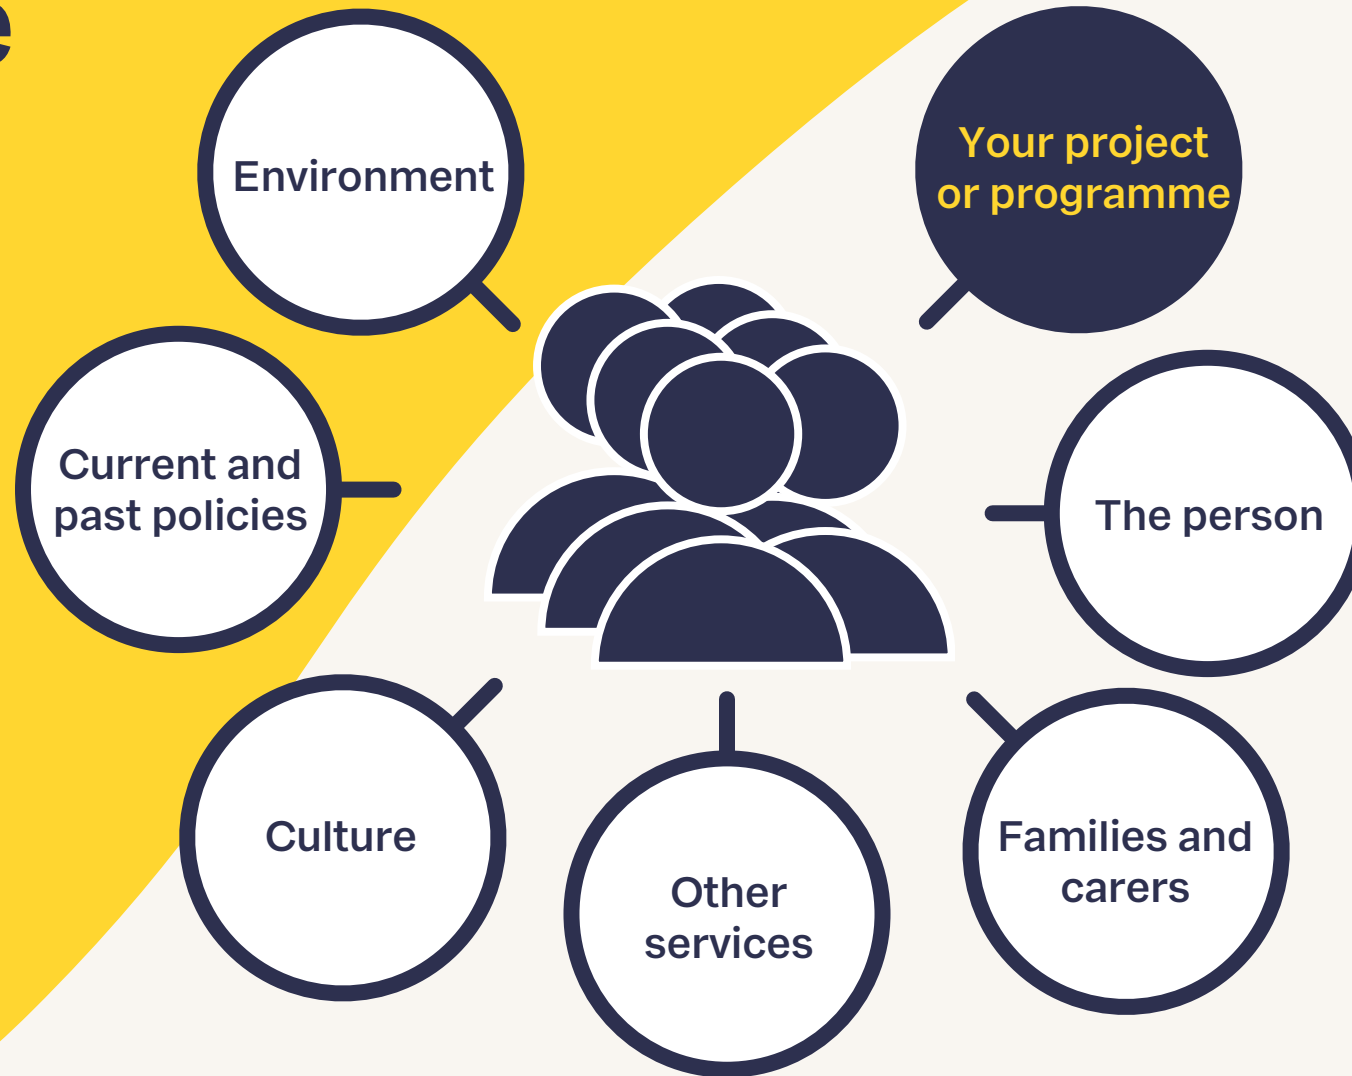 e
Environment
Your project
or programme
Current and
past policies
The person
Culture
Other
services
Families and
carers